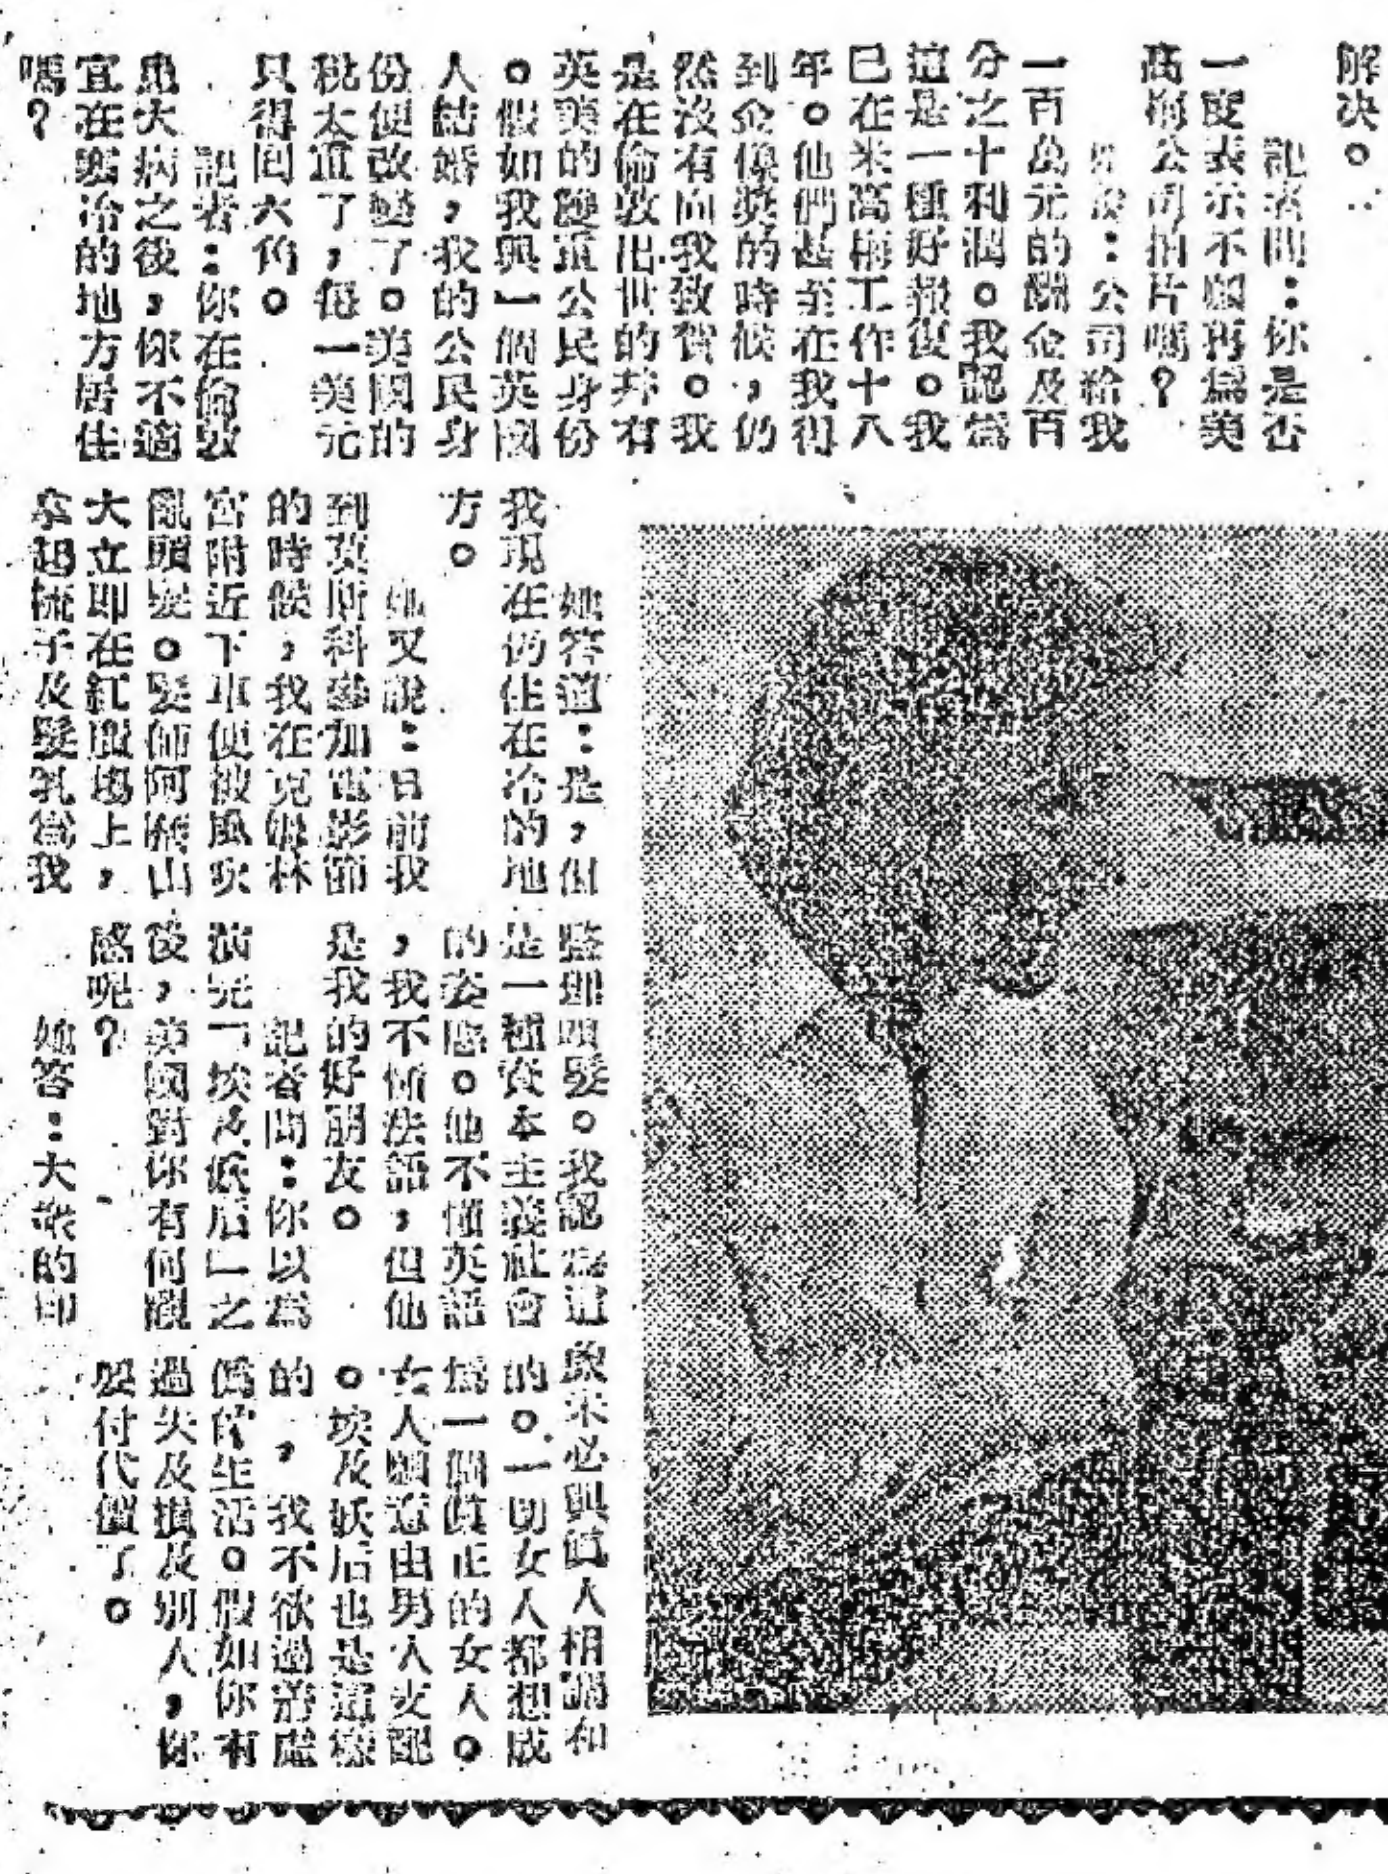 解决。
記者問：你是否
一度表示不願再爲美
高梅公司拍片嗎？
她答：公司給我
一百萬元的酬金及百
分之十利潤。我認爲
這是一種好報復。我
已在米高梅工作十八
年。他們甚至在我得
到金像獎的時候，仍
然沒有向我致賀。我
是在倫敦出世的并有
英美的雙重公民身份
。假如我與一個英國
人結婚，我的公民身
份便改變了。美國的
稅太重了，每一美元
只得回六角。
記者：你在倫敦
患大病之後，你不適
宜在寒冷的地方居住
嗎？
她答道：是，但
我現在仍住在冷的地
方。
她又說：日前我
到莫斯科參加電影節
的時候，我在克姆林
宮附近下車便被風吹
亂頭髮。髮師阿歷山
大立即在紅廣塲上，
拿起梳子及髮乳爲我
整理頭髮。我認爲這
是一種資本主義社會
的姿態。他不懂英語
，我不懂法語，但他
是我的好朋友。
記者問：你以爲
演完「埃及妖后」之
後，英國對你有何觀
感呢？
她答：大衆的印
象未必與眞人相調和
的。一切女人都想成
爲一個眞正的女人。
女人願意由男人支配
。埃及妖后也是這樣
的，我不欲過着虛
僞的生活。假如你有
過失及損及別人，你
要付代價了。